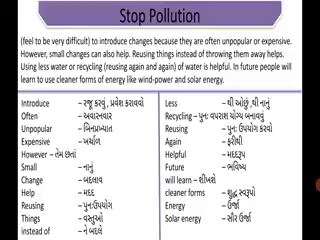 Stop Pollution
(feel to be very difficult) to introduce changes because they are often unpopular or expensive.
However, small changes can also help. Reusing things instead of throwing them away helps.
Using less water or recycling (reusing again and again) of water is helpful. In future people will
learn to use cleaner forms of energy like wind-power and solar energy.
Introduce – રજૂ કરવું , પ્રવેશ કરાવવો
Often – અવારનવાર
Unpopular – બિનપ્રખ્યાત
Expensive – ખર્ચાળ
However – તેમ છતાં
Small – નાનું
Change – બદલાવ
Help – મદદ
Reusing – પુનઃઉપયોગ
Things – વસ્તુઓ
instead of – ને બદલે
Less – થી ઓછું , થી નાનું
Recycling – પુનઃ વપરાશ યોગ્ય બનાવવું
Reusing – પુનઃ ઉપયોગ કરવો
Again – ફરીથી
Helpful – મદદરૂપ
Future – ભવિષ્ય
will learn – શીખશે
cleaner forms – શુદ્ધ સ્વરૂપો
Energy – ઉર્જા
Solar energy – સૌર ઉર્જા